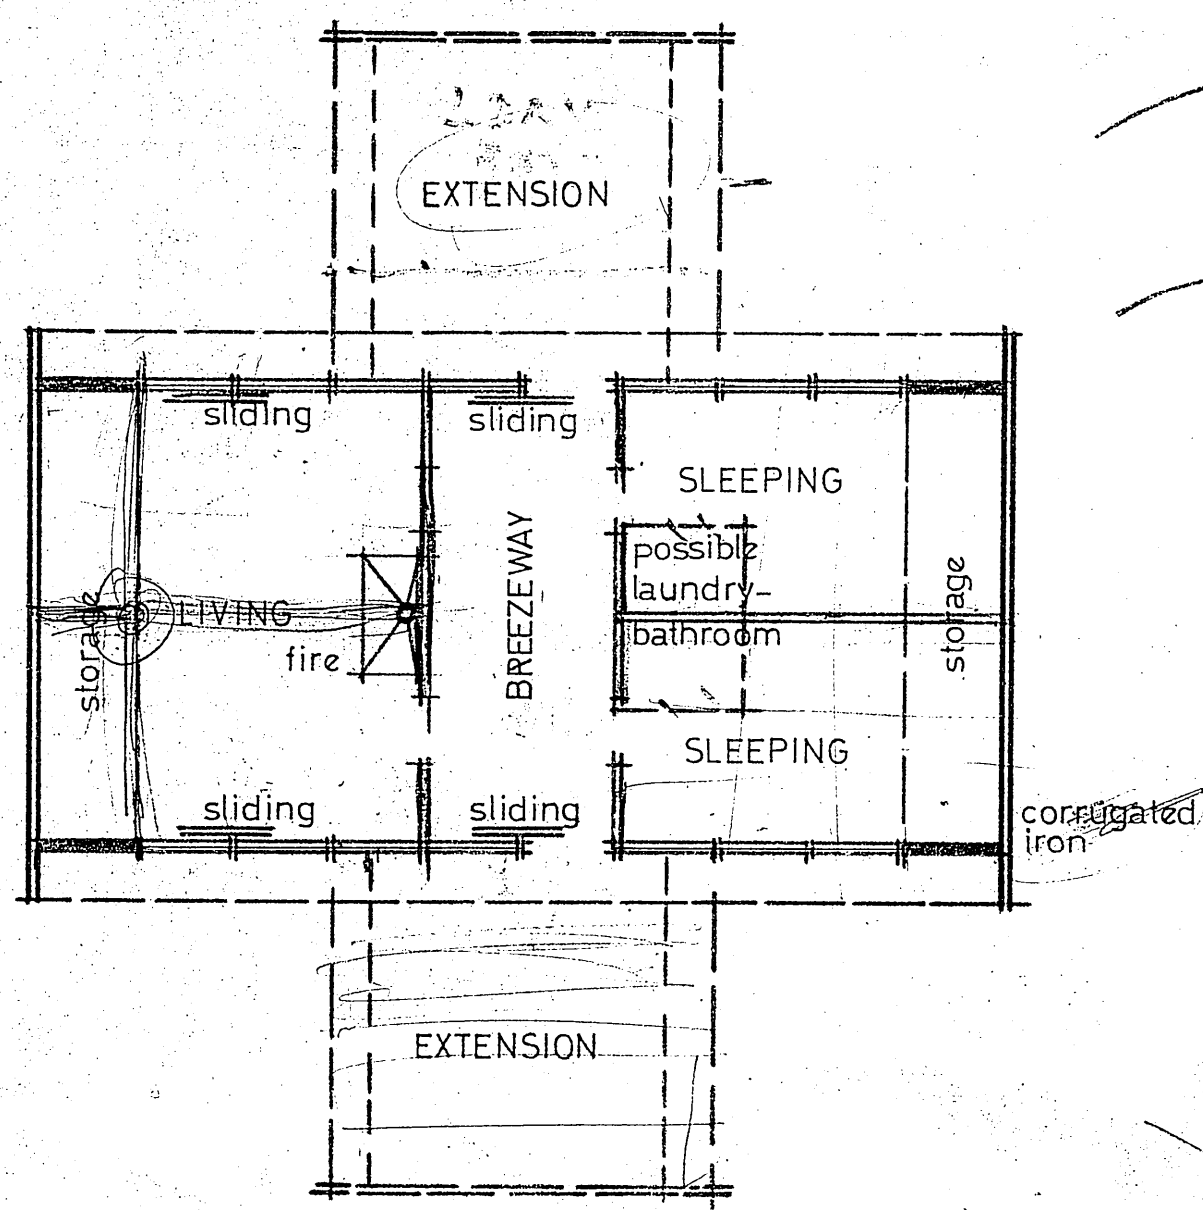 EXTENSION
sliding
sliding
SLEEPING
BREEZEWAY
possible
laundry-
bathroom
storage
LIVING
storage
fire
SLEEPING
sliding
sliding
corrugated
iron
EXTENSION